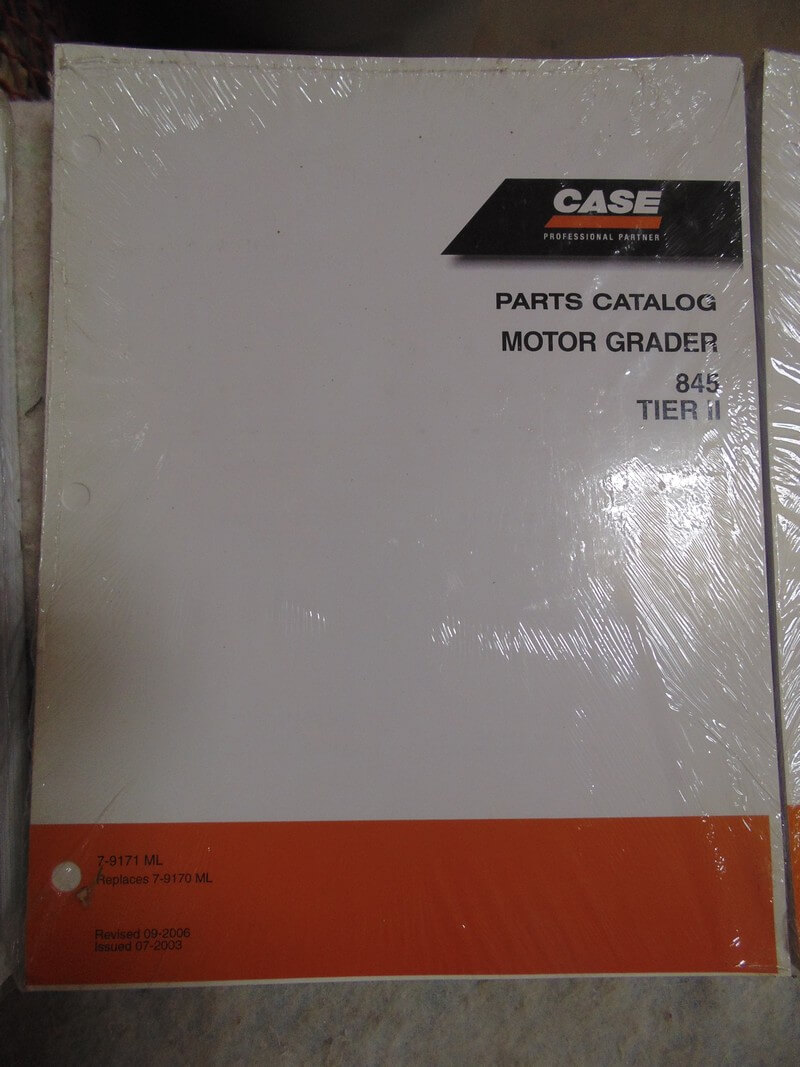 CASE
PROFESSIONAL PARTNER
PARTS CATALOG
MOTOR GRADER
845
TIER II
7-9171 ML
Replaces 7-9170 ML
Revised 09-2006
Issued 07-2003